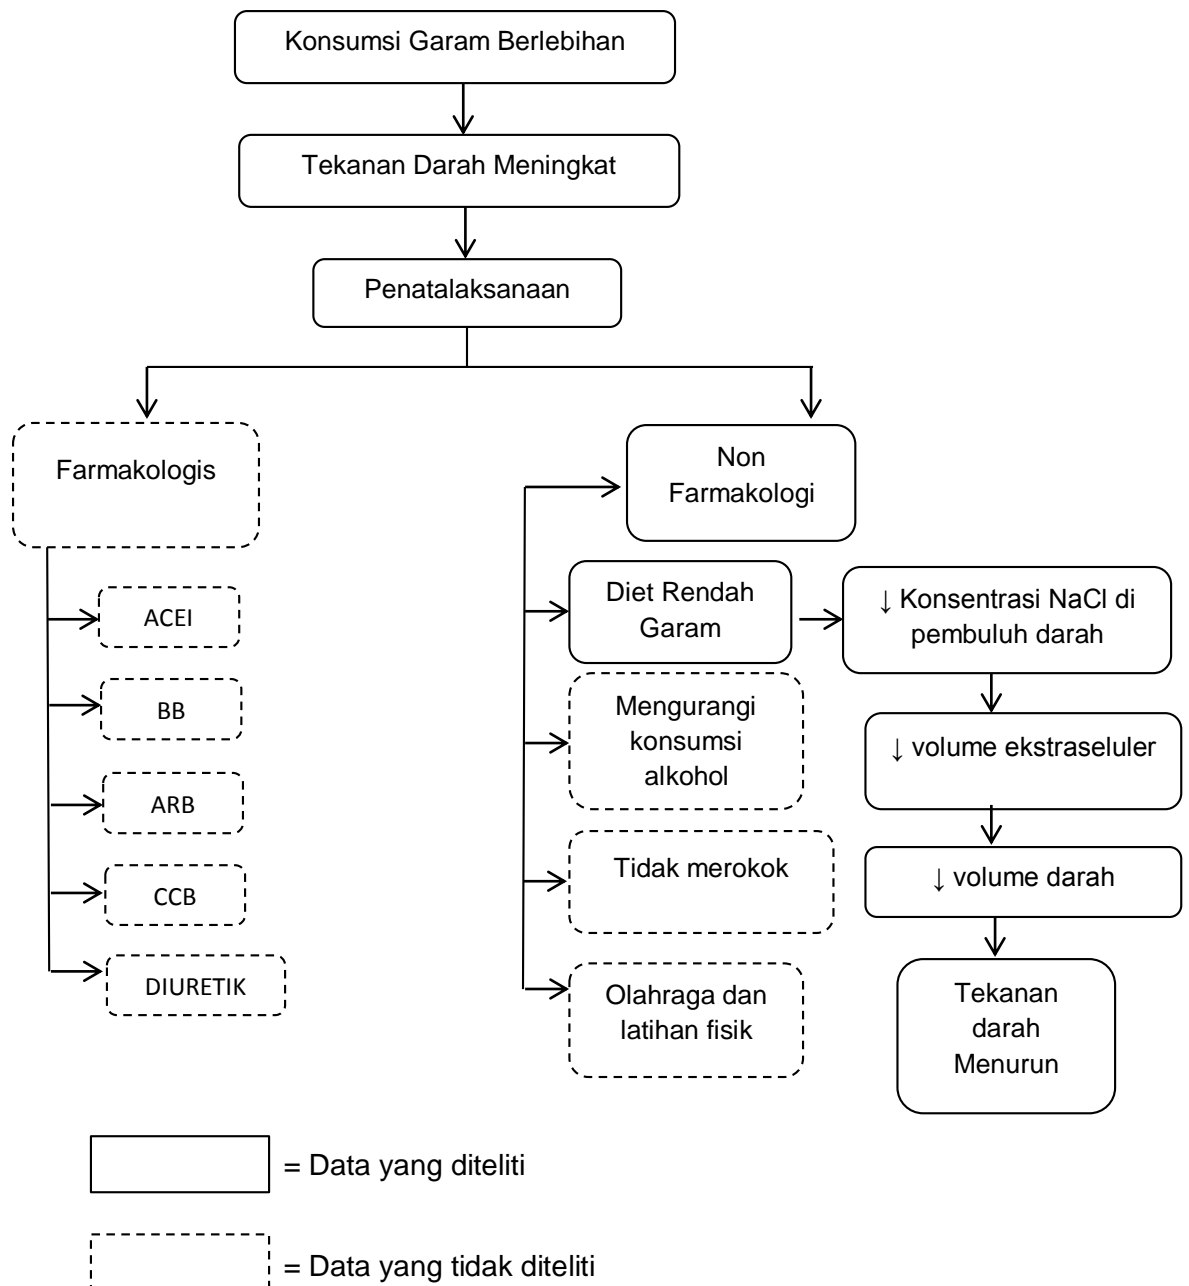 Konsumsi Garam Berlebihan
Tekanan Darah Meningkat
Penatalaksanaan
Farmakologis
ACEI
BB
ARB
CCB
DIURETIK
Non
Farmakologi
Diet Rendah
Garam
Mengurangi
konsumsi
alkohol
Tidak merokok
Olahraga dan
latihan fisik
↓ Konsentrasi NaCl di
pembuluh darah
↓ volume ekstraseluler
↓ volume darah
Tekanan
darah
Menurun
= Data yang diteliti
= Data yang tidak diteliti